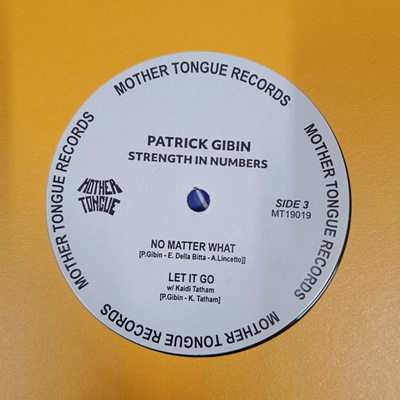 MOTHER TONGUE RECORDS
MOTHER TONGUE RECORDS
MOTHER TONGUE RECORDS
MOTHER TONGUE RECORDS
MOTHER TONGUE RECORDS
PATRICK GIBIN
STRENGTH IN NUMBERS
MOTHER
TONGUE
SIDE 3
MT19019
NO MATTER WHAT
[P.Gibin - E. Della Bitta - A.Lincetto)]
LET IT GO
w/ Kaidi Tatham
[P.Gibin - K. Tatham]